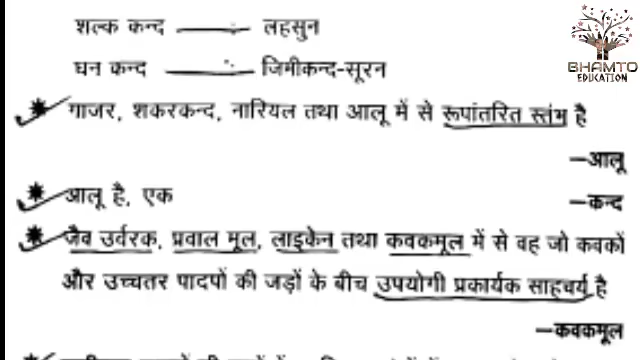 शल्क कन्द — लहसुन
घन कन्द — जिमीकन्द-सूरन
BHAMTO
EDUCATION
* गाजर, शकरकन्द, नारियल तथा आलू में से रूपांतरित स्तंभ है
—आलू
* आलू है, एक
—कन्द
* जैव उर्वरक, प्रवाल मूल, लाइकेन तथा कवकमूल में से वह जो कवकों
और उच्चतर पादपों की जड़ों के बीच उपयोगी प्रकार्यक साहचर्य है
—कवकमूल